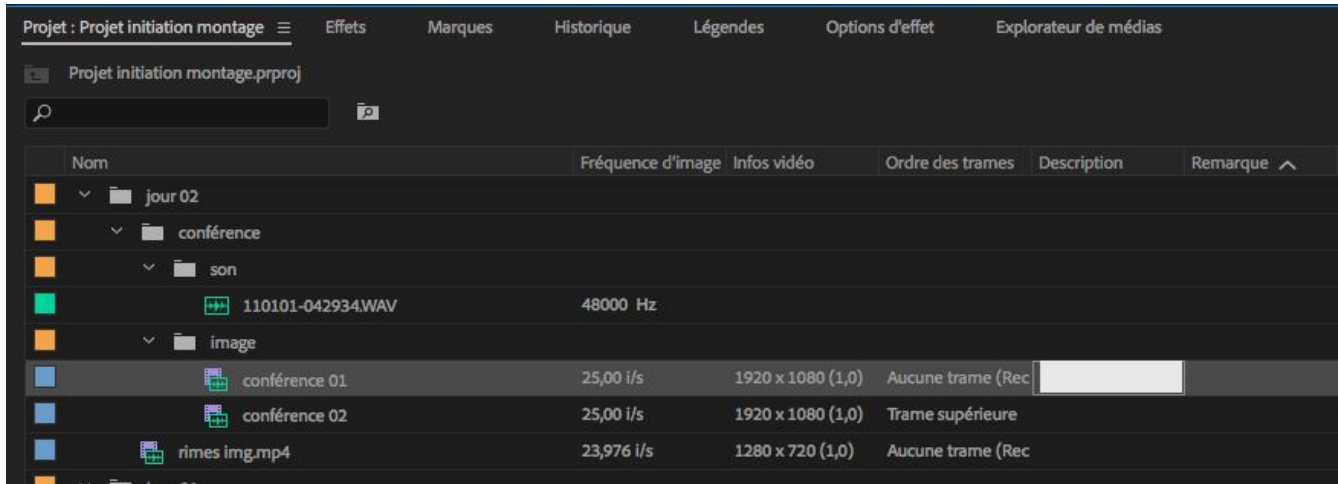 Projet : Projet initiation montage Effets Marques Historique Légendes Options d'effet Explorateur de médias
Projet initiation montage.prproj
Nom Fréquence d'image Infos vidéo Ordre des trames Description Remarque
jour 02
conférence
son
110101-042934.WAV 48000 Hz
image
conférence 01 25,00 i/s 1920 x 1080 (1,0) Aucune trame (Rec
conférence 02 25,00 i/s 1920 x 1080 (1,0) Trame supérieure
rimes img.mp4 23,976 i/s 1280 x 720 (1,0) Aucune trame (Rec